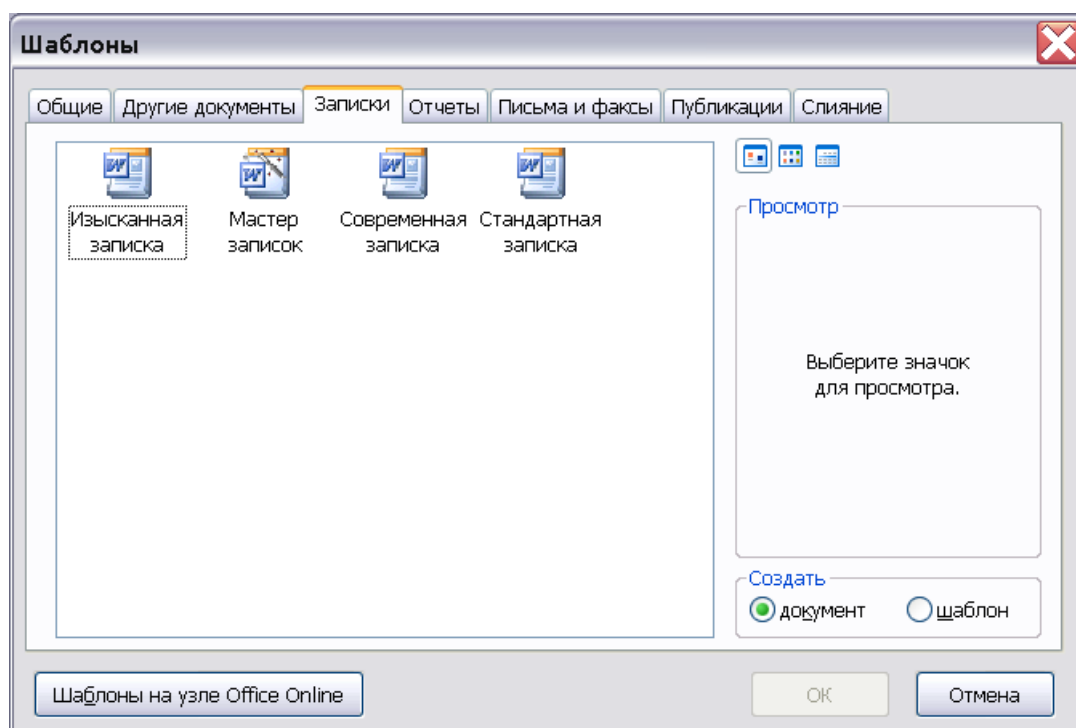 Шаблоны
Общие Другие документы Записки Отчеты Письма и факсы Публикации Слияние
Изысканная записка
Мастер записок
Современная записка
Стандартная записка
Просмотр
Выберите значок
для просмотра.
Создать
документ шаблон
Шаблоны на узле Office Online ОК Отмена